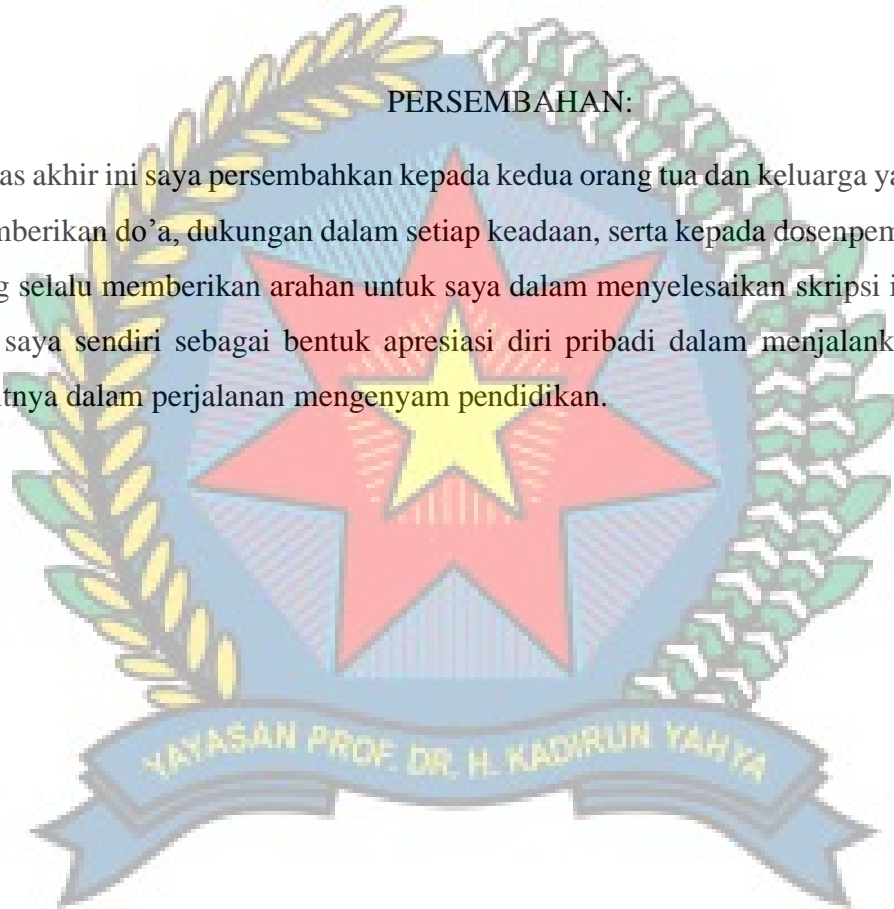 PERSEMBAHAN:
as akhir ini saya persembahkan kepada kedua orang tua dan keluarga ya
mberikan do’a, dukungan dalam setiap keadaan, serta kepada dosenpem
g selalu memberikan arahan untuk saya dalam menyelesaikan skripsi i
saya sendiri sebagai bentuk apresiasi diri pribadi dalam menjalank
itnya dalam perjalanan mengenyam pendidikan.
YAYASAN PROF. DR. H. KADIRUN YAHYA